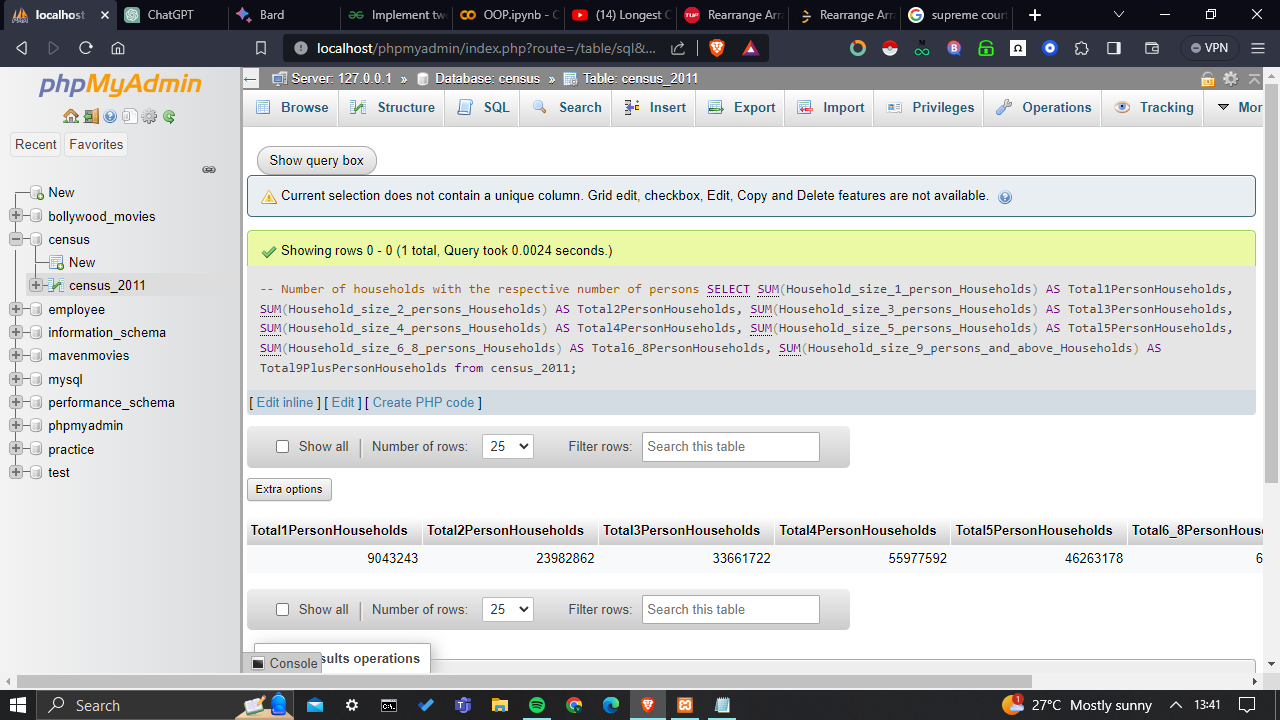 localhost
ChatGPT
Bard
Implement tw
OOP.ipynb - C
(14) Longest C
Rearrange Arr
Rearrange Arr
supreme cour
localhost/phpmyadmin/index.php?route=/table/sql&...
VPN
phpMyAdmin
Recent
Favorites
New
bollywood_movies
census
New
census_2011
employee
information_schema
mavenmovies
mysql
performance_schema
phpmyadmin
practice
test
Server: 127.0.0.1 » Database: census » Table: census_2011
Browse Structure SQL Search Insert Export Import Privileges Operations Tracking Mor
Show query box
Current selection does not contain a unique column. Grid edit, checkbox, Edit, Copy and Delete features are not available.
Showing rows 0 - 0 (1 total, Query took 0.0024 seconds.)
-- Number of households with the respective number of persons SELECT SUM(Household_size_1_person_Households) AS Total1PersonHouseholds,
SUM(Household_size_2_persons_Households) AS Total2PersonHouseholds, SUM(Household_size_3_persons_Households) AS Total3PersonHouseholds,
SUM(Household_size_4_persons_Households) AS Total4PersonHouseholds, SUM(Household_size_5_persons_Households) AS Total5PersonHouseholds,
SUM(Household_size_6_8_persons_Households) AS Total6_8PersonHouseholds, SUM(Household_size_9_persons_and_above_Households) AS
Total9PlusPersonHouseholds from census_2011;
[ Edit inline ] [ Edit ] [ Create PHP code ]
Show all | Number of rows: 25 Filter rows: Search this table
Extra options
Total1PersonHouseholds Total2PersonHouseholds Total3PersonHouseholds Total4PersonHouseholds Total5PersonHouseholds Total6_8PersonHouse
9043243 23982862 33661722 55977592 46263178 6
Show all | Number of rows: 25 Filter rows: Search this table
sults operations
Console
Search
1
27°C Mostly sunny
13:41